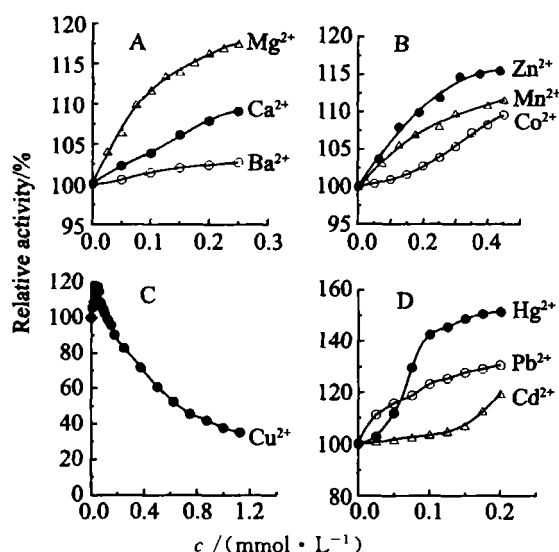 Relative activity/%
A
120
115
110
105
100
95
0.0 0.1 0.2 0.3
Mg²⁺
Ca²⁺
Ba²⁺
B
120
115
110
105
100
95
0.0 0.2 0.4 0.6
Zn²⁺
Mn²⁺
Co²⁺
C
120
100
80
60
40
20
0
0.0 0.4 0.8 1.2
Cu²⁺
D
160
140
120
100
80
0.0 0.1 0.2
Hg²⁺
Pb²⁺
Cd²⁺
c /(mmol · L⁻¹)